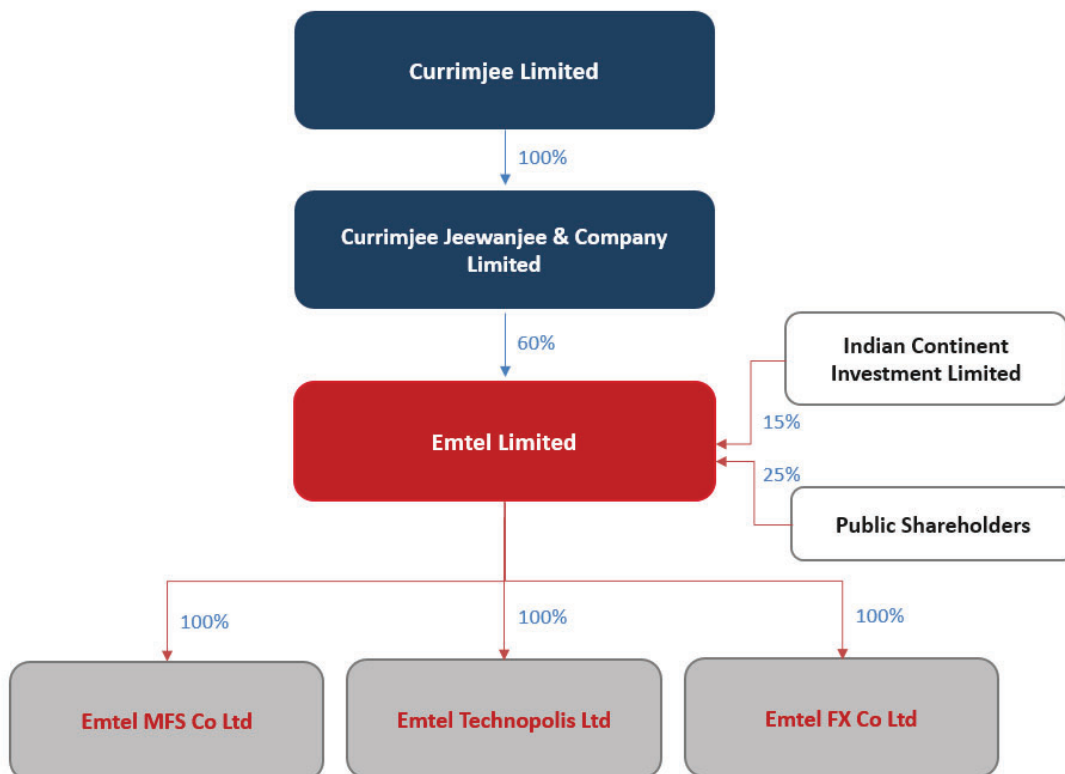 Currimjee Limited
100%
Currimjee Jeewanjee & Company
Limited
60%
Indian Continent
Investment Limited
15%
Emtel Limited
25%
Public Shareholders
100%
100%
100%
Emtel MFS Co Ltd
Emtel Technopolis Ltd
Emtel FX Co Ltd